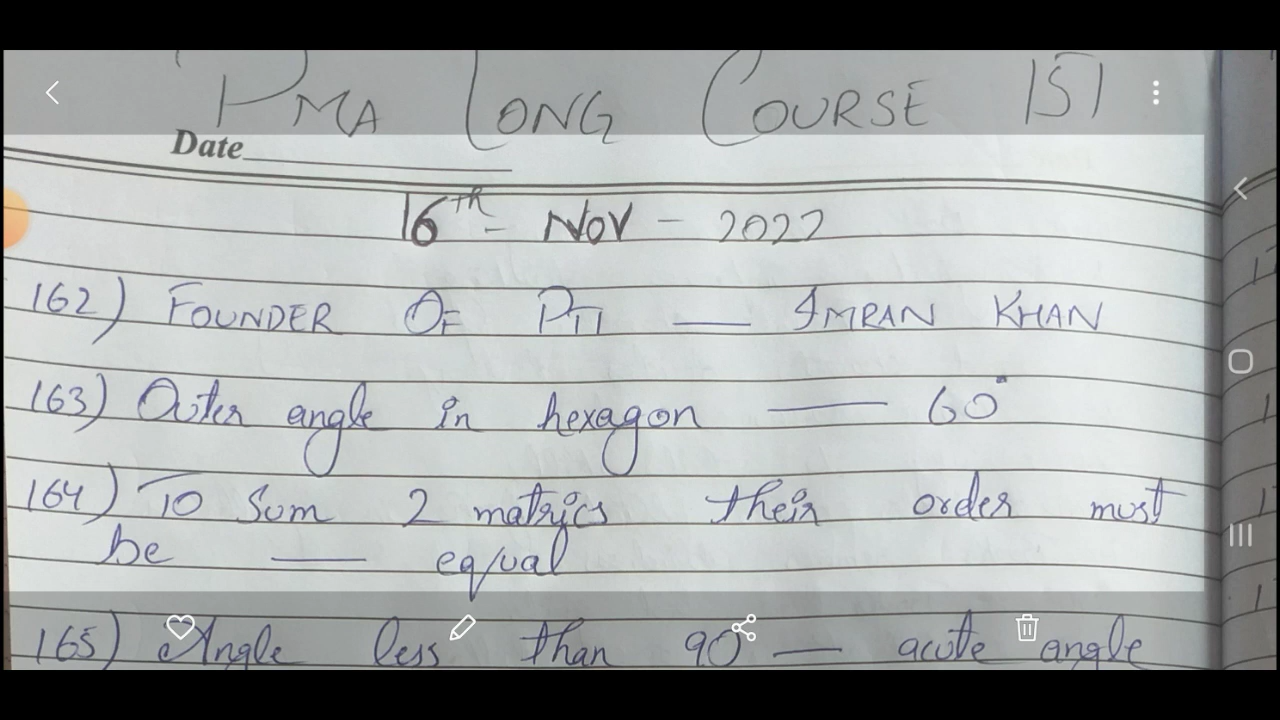 PMA LONG COURSE 151
Date
16th - NOV - 2022
162) FOUNDER OF PTI — IMRAN KHAN
163) Outer angle in hexagon — 60°
164) To Sum 2 matrics their order must
be — equal
165) Angle less than 90° — acute angle